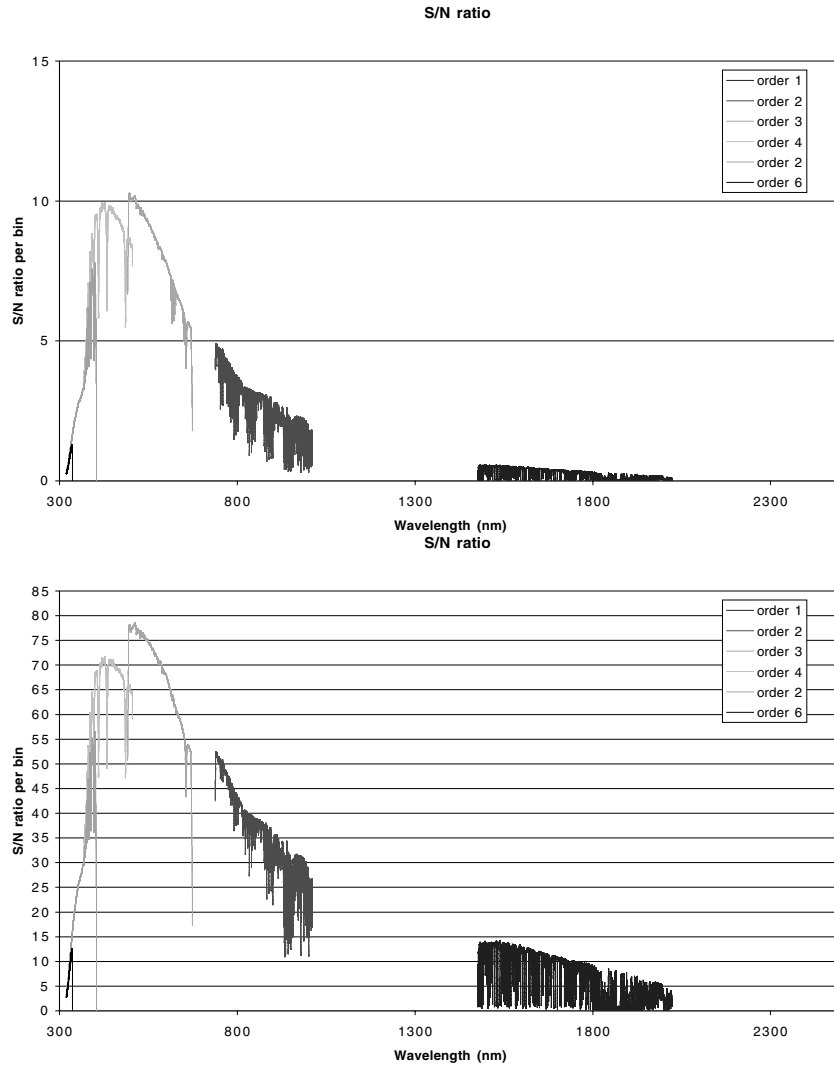 S/N ratio
15
10
5
0
S/N ratio per bin
order 1
order 2
order 3
order 4
order 2
order 6
300 800 1300 1800 2300
Wavelength (nm)
S/N ratio
85
80
75
70
65
60
55
50
45
40
35
30
25
20
15
10
5
0
S/N ratio per bin
order 1
order 2
order 3
order 4
order 2
order 6
300 800 1300 1800 2300
Wavelength (nm)